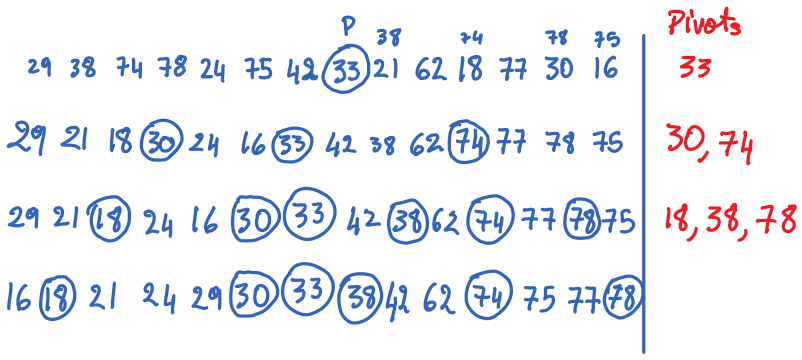 P 38 74 78 75 Pivots
29 38 74 78 24 75 42 33 21 62 18 77 30 16 33
29 21 18 30 24 16 33 42 38 62 74 77 78 75 30, 74
29 21 18 24 16 30 33 42 38 62 74 77 78 75 18, 38, 78
16 18 21 24 29 30 33 38 42 62 74 75 77 78